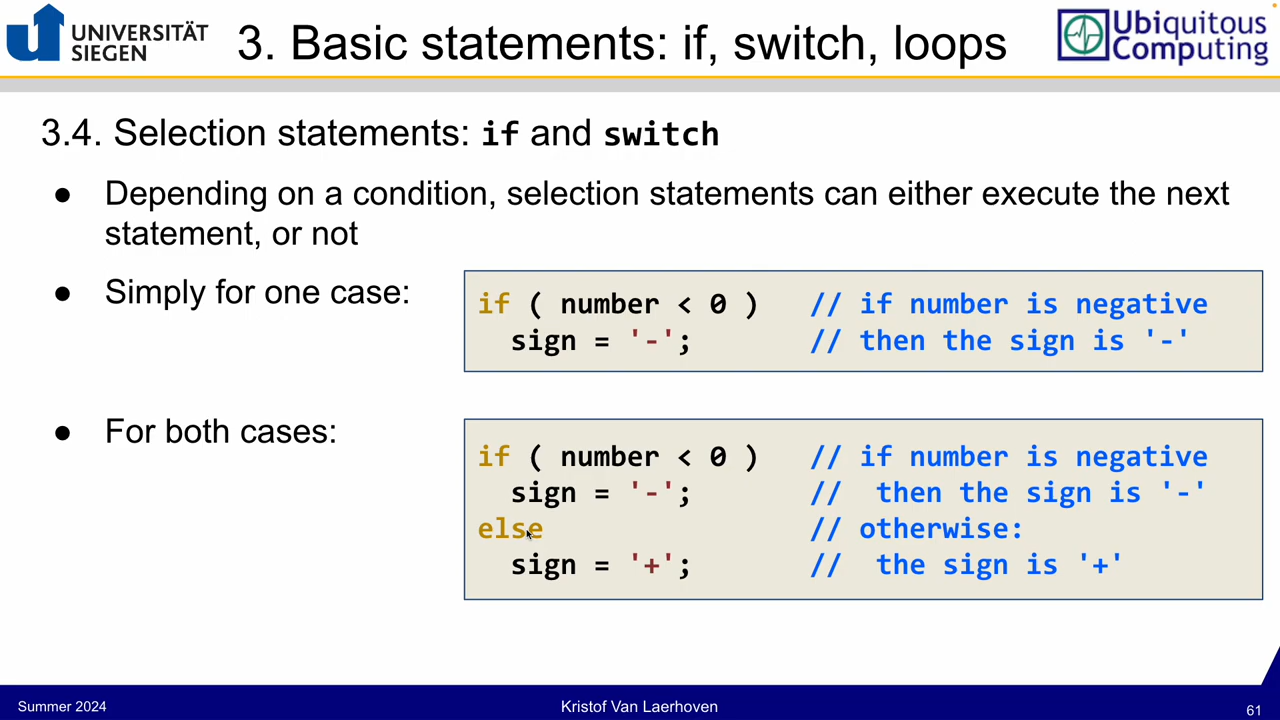 UNIVERSITÄT
SIEGEN
3. Basic statements: if, switch, loops
Ubiquitous
Computing
3.4. Selection statements: if and switch
● Depending on a condition, selection statements can either execute the next
statement, or not
● Simply for one case:
if ( number < 0 )   // if number is negative
  sign = '-';       // then the sign is '-'
● For both cases:
if ( number < 0 )   // if number is negative
  sign = '-';       //  then the sign is '-'
else                // otherwise:
  sign = '+';       //  the sign is '+'
Summer 2024
Kristof Van Laerhoven
61